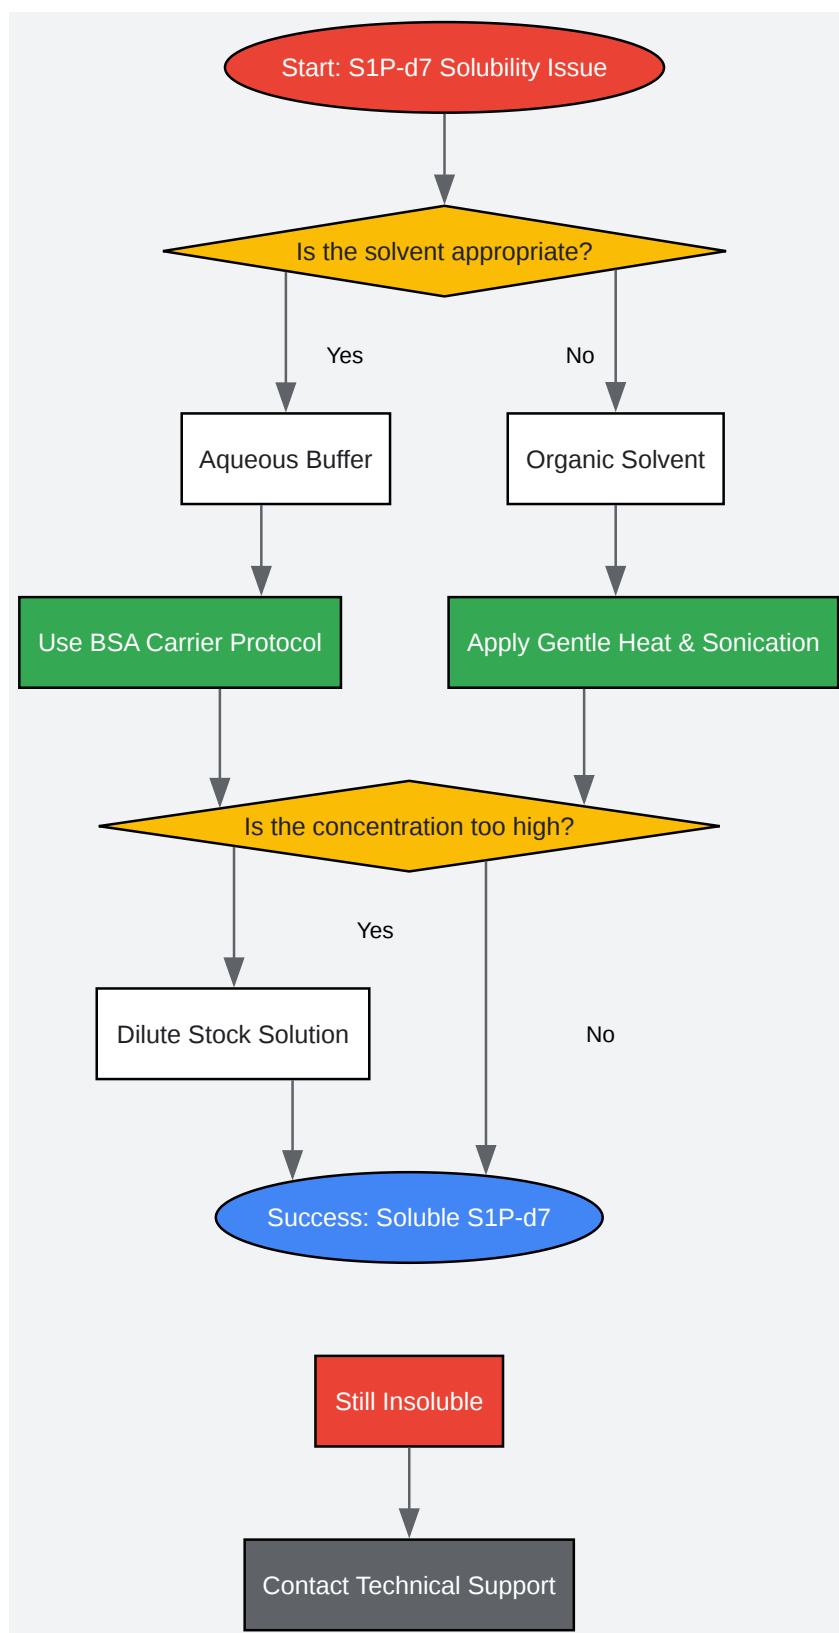 Start: S1P-d7 Solubility Issue
Is the solvent appropriate?
Yes
No
Aqueous Buffer
Organic Solvent
Use BSA Carrier Protocol
Apply Gentle Heat & Sonication
Is the concentration too high?
Yes
Dilute Stock Solution
No
Success: Soluble S1P-d7
Still Insoluble
Contact Technical Support